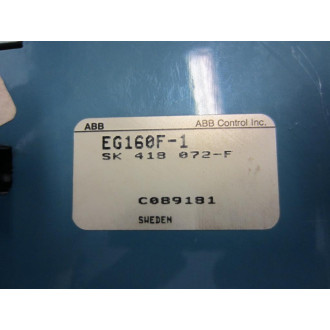 ABB ABB Control Inc.
EG160F-1
SK 418 072-F
C089181
SWEDEN